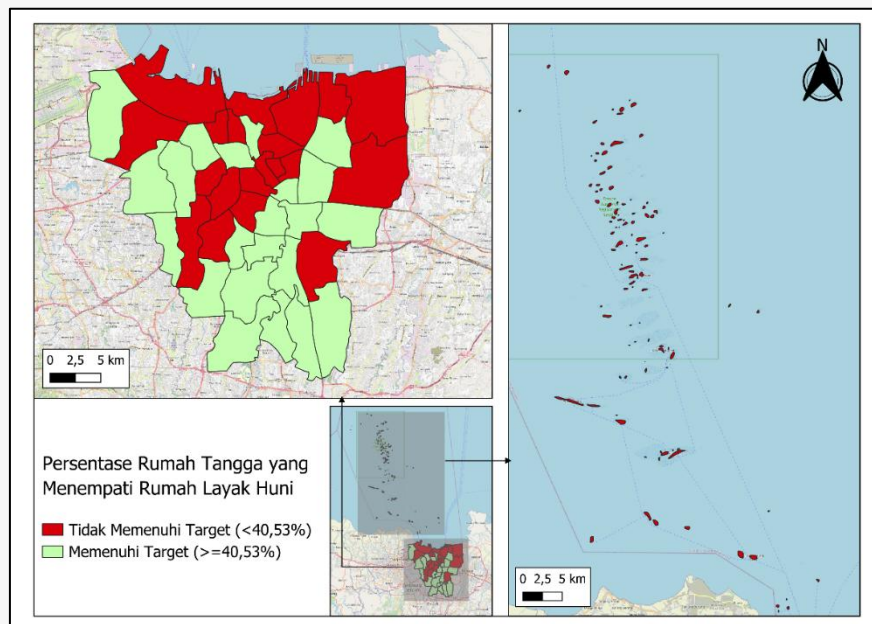 N
0 2,5 5 km
Persentase Rumah Tangga yang
Menempati Rumah Layak Huni
Tidak Memenuhi Target (<40,53%)
Memenuhi Target (>=40,53%)
0 2,5 5 km